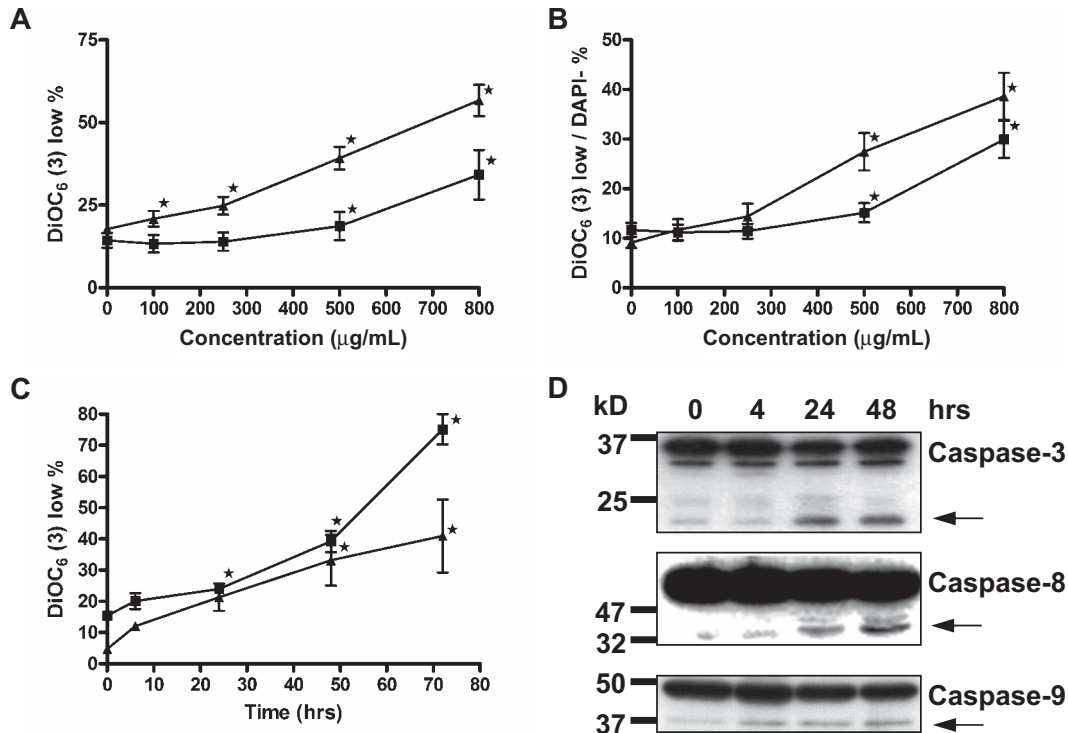 A
75
50
25
0
DiOC₆ (3) low %
0 100 200 300 400 500 600 700 800
Concentration (µg/mL)
B
50
40
30
20
10
0
DiOC₆ (3) low / DAPI- %
0 100 200 300 400 500 600 700 800
Concentration (µg/mL)
C
80
70
60
50
40
30
20
10
0
DiOC₆ (3) low %
0 10 20 30 40 50 60 70 80
Time (hrs)
D
kD 0 4 24 48 hrs
37
Caspase-3
25
Caspase-8
47
32
50
Caspase-9
37